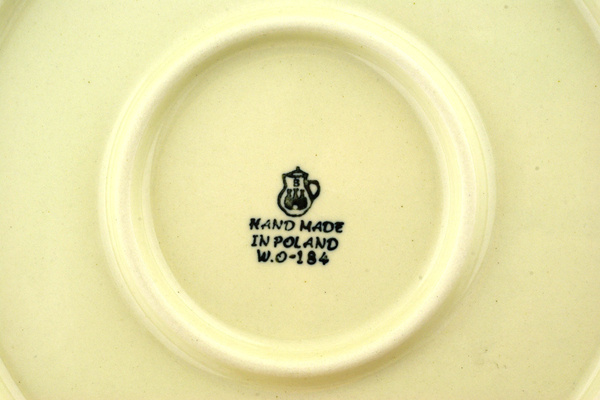 B
HAND MADE
IN POLAND
W.O-184